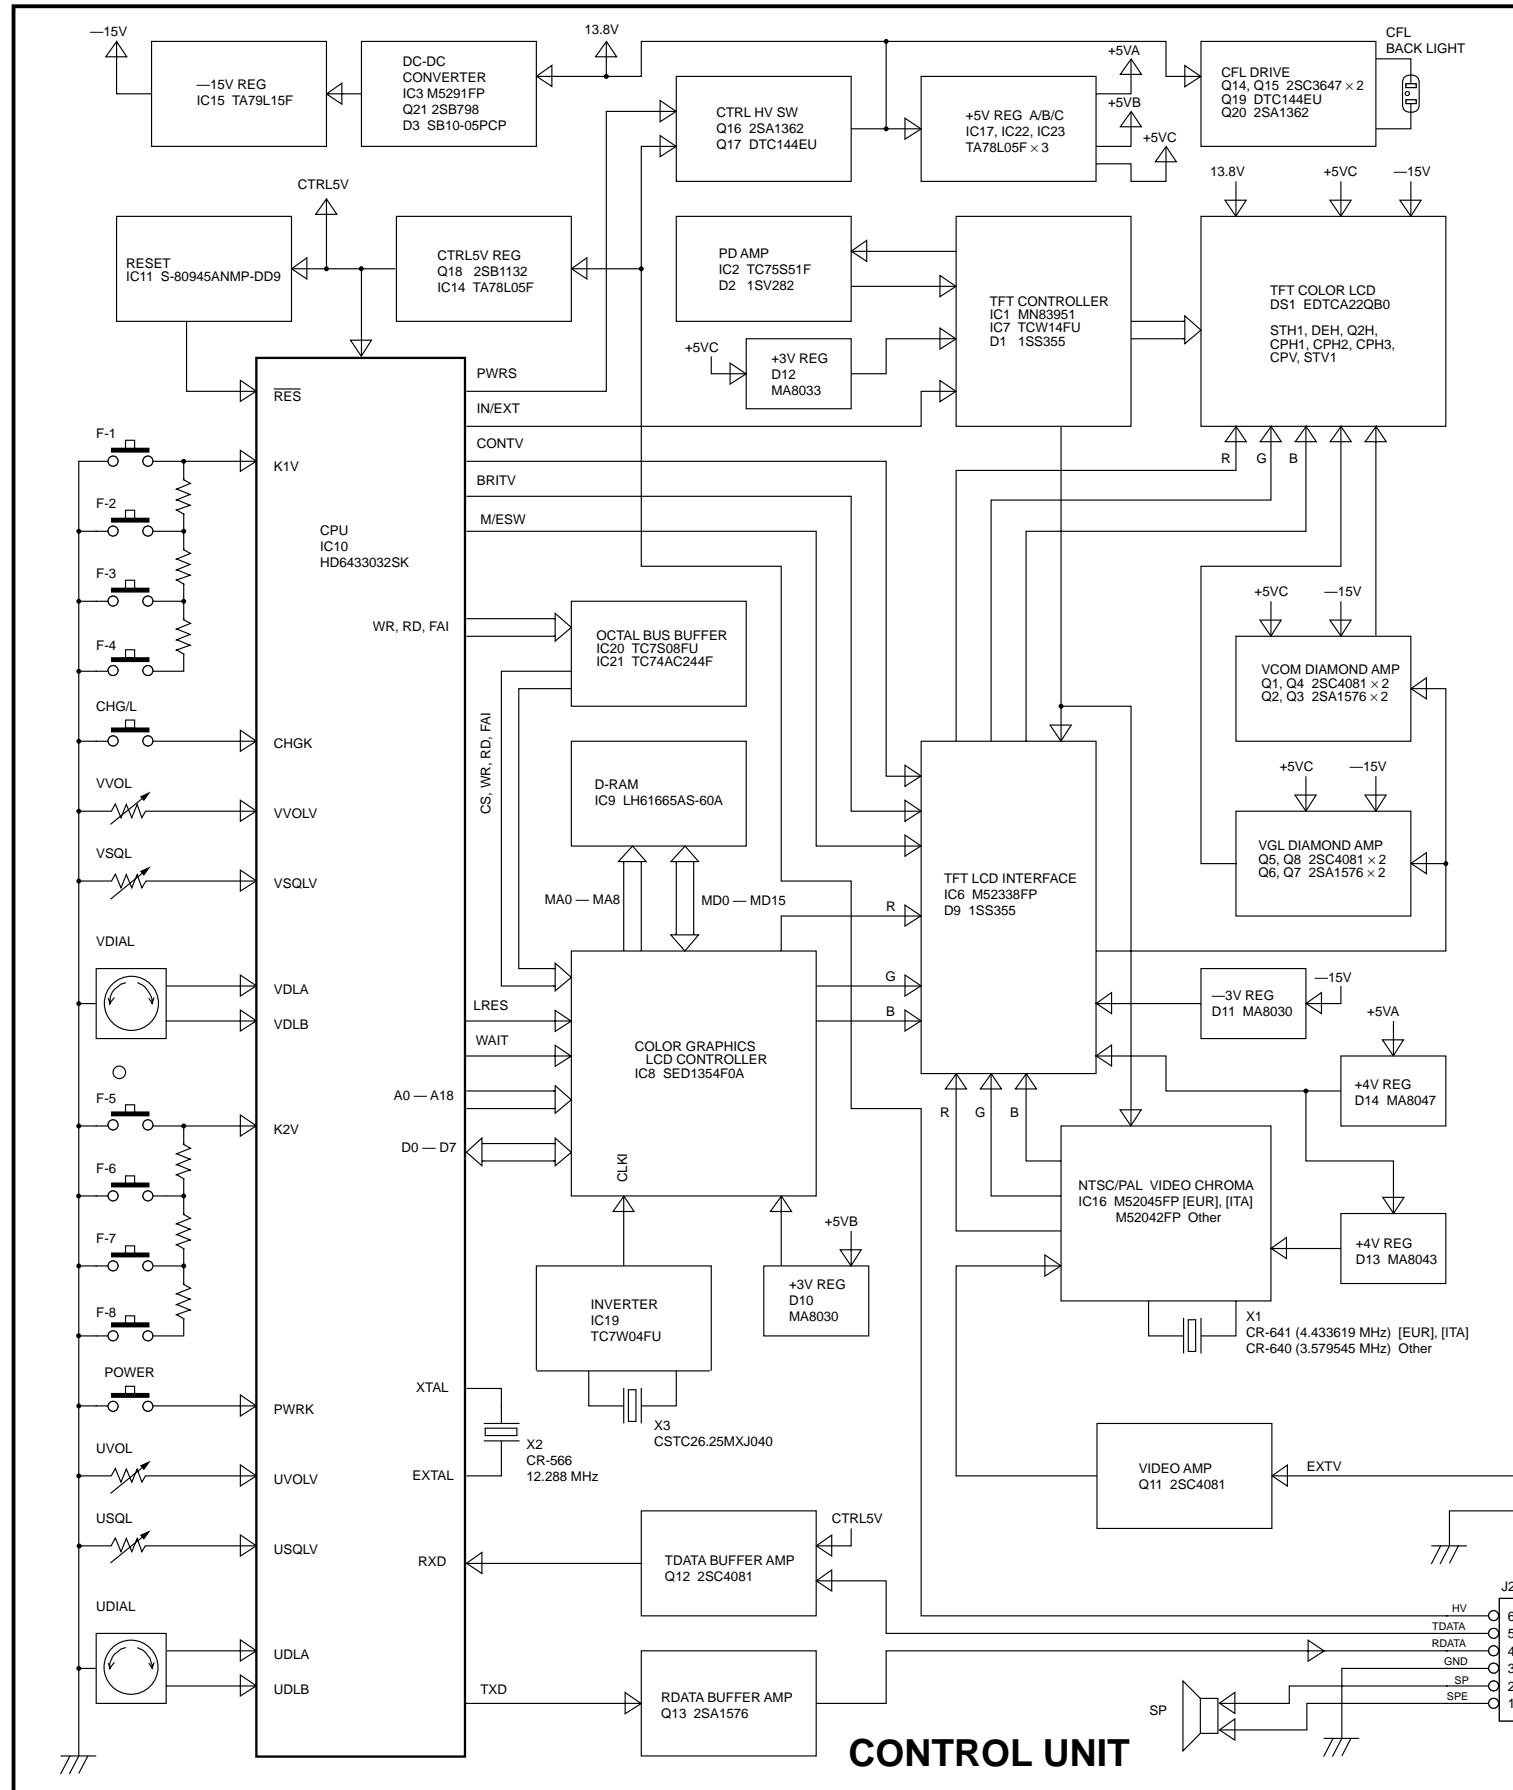 —15V
—15V REG
IC15 TA79L15F
DC-DC
CONVERTER
IC3 M5291FP
Q21 2SB798
D3 SB10-05PCP
13.8V
CTRL HV SW
Q16 2SA1362
Q17 DTC144EU
+5V REG A/B/C
IC17, IC22, IC23
TA78L05F × 3
+5VA
+5VB
+5VC
CFL DRIVE
Q14, Q15 2SC3647 × 2
Q19 DTC144EU
Q20 2SA1362
CFL
BACK LIGHT
CTRL5V
RESET
IC11 S-80945ANMP-DD9
CTRL5V REG
Q18 2SB1132
IC14 TA78L05F
PD AMP
IC2 TC75S51F
D2 1SV282
+5VC
+3V REG
D12
MA8033
TFT CONTROLLER
IC1 MN83951
IC7 TCW14FU
D1 1SS355
13.8V
+5VC
—15V
TFT COLOR LCD
DS1 EDTCA22QB0
STH1, DEH, Q2H,
CPH1, CPH2, CPH3,
CPV, STV1
R
G
B
RES
F-1
K1V
F-2
F-3
F-4
CHG/L
CHGK
VVOL
VVOLV
VSQL
VSQLV
VDIAL
VDLA
VDLB
F-5
K2V
F-6
F-7
F-8
POWER
PWRK
UVOL
UVOLV
USQL
USQLV
UDIAL
UDLA
UDLB
CPU
IC10
HD6433032SK
PWRS
IN/EXT
CONTV
BRITV
M/ESW
WR, RD, FAI
OCTAL BUS BUFFER
IC20 TC7S08FU
IC21 TC74AC244F
CS, WR, RD, FAI
D-RAM
IC9 LH61665AS-60A
MA0 — MA8
MD0 — MD15
LRES
WAIT
A0 — A18
D0 — D7
COLOR GRAPHICS
LCD CONTROLLER
IC8 SED1354F0A
CLKI
R
G
B
TFT LCD INTERFACE
IC6 M52338FP
D9 1SS355
+5VC
—15V
VCOM DIAMOND AMP
Q1, Q4 2SC4081 × 2
Q2, Q3 2SA1576 × 2
+5VC
—15V
VGL DIAMOND AMP
Q5, Q8 2SC4081 × 2
Q6, Q7 2SA1576 × 2
—3V REG
D11 MA8030
—15V
+5VA
+4V REG
D14 MA8047
R
G
B
NTSC/PAL VIDEO CHROMA
IC16 M52045FP [EUR], [ITA]
M52042FP Other
+4V REG
D13 MA8043
INVERTER
IC19
TC7W04FU
+5VB
+3V REG
D10
MA8030
X1
CR-641 (4.433619 MHz) [EUR], [ITA]
CR-640 (3.579545 MHz) Other
XTAL
X2
CR-566
12.288 MHz
EXTAL
X3
CSTC26.25MXJ040
VIDEO AMP
Q11 2SC4081
EXTV
RXD
TDATA BUFFER AMP
Q12 2SC4081
CTRL5V
TXD
RDATA BUFFER AMP
Q13 2SA1576
J2
HV
6
TDATA
5
RDATA
4
GND
3
SP
2
SPE
1
SP
CONTROL UNIT